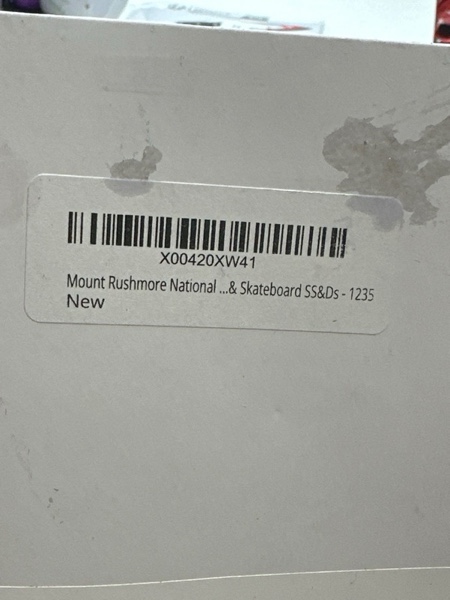 X00420XW41
Mount Rushmore National ...& Skateboard SS&Ds - 1235
New